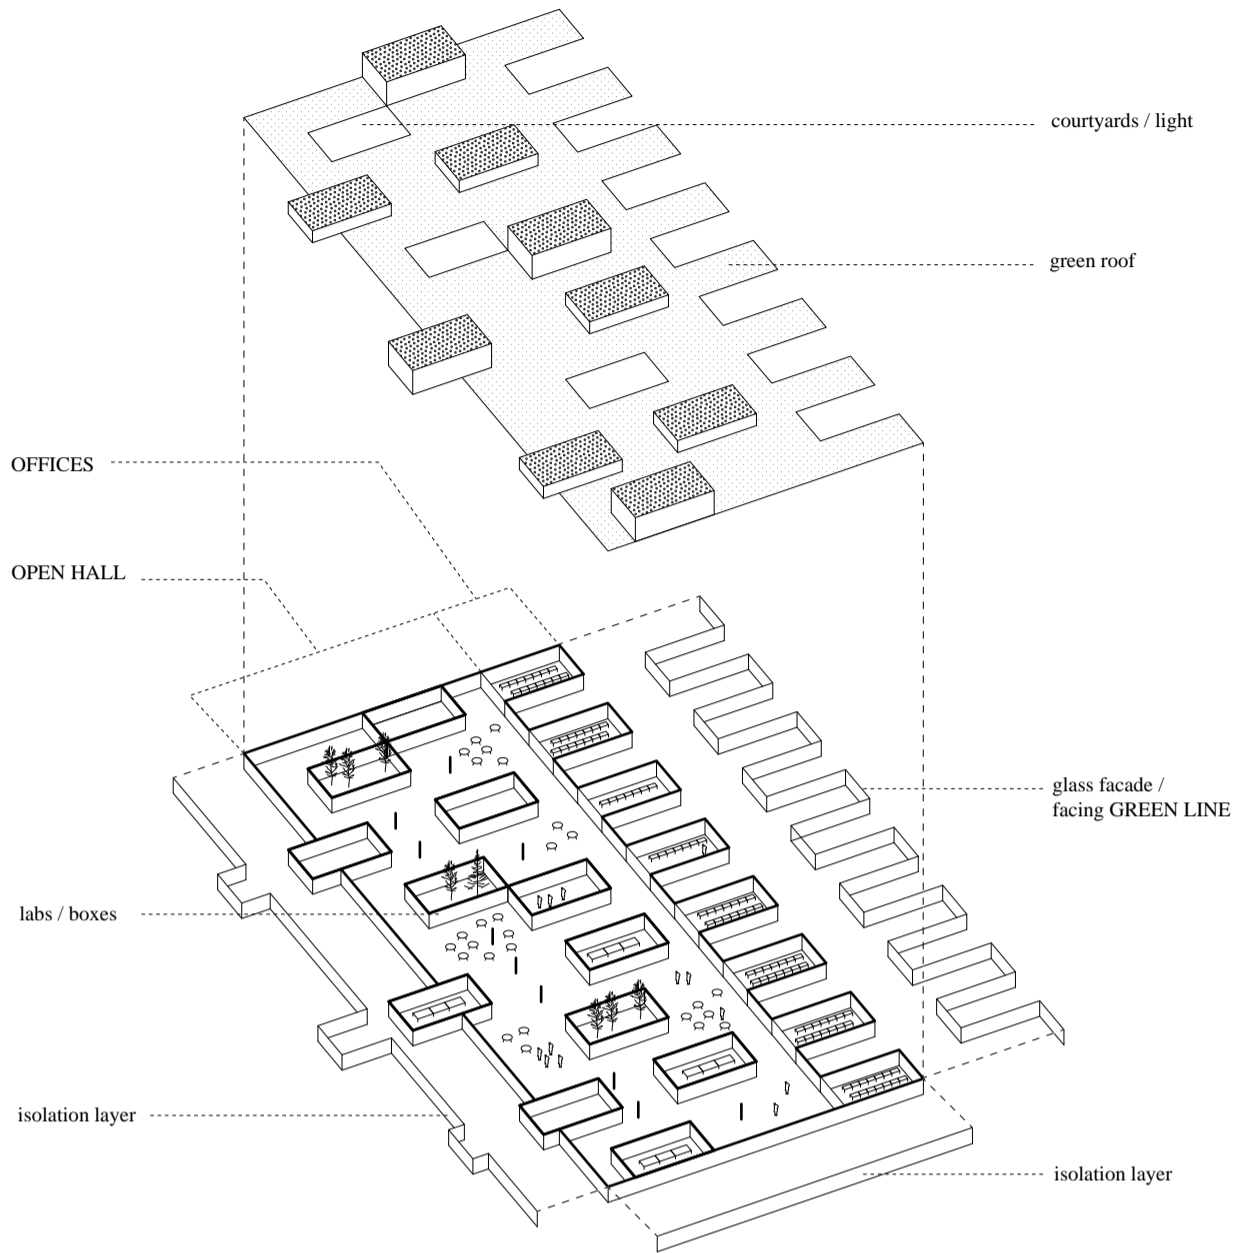 courtyards / light
green roof
OFFICES
OPEN HALL
glass facade /
facing GREEN LINE
labs / boxes
isolation layer
isolation layer